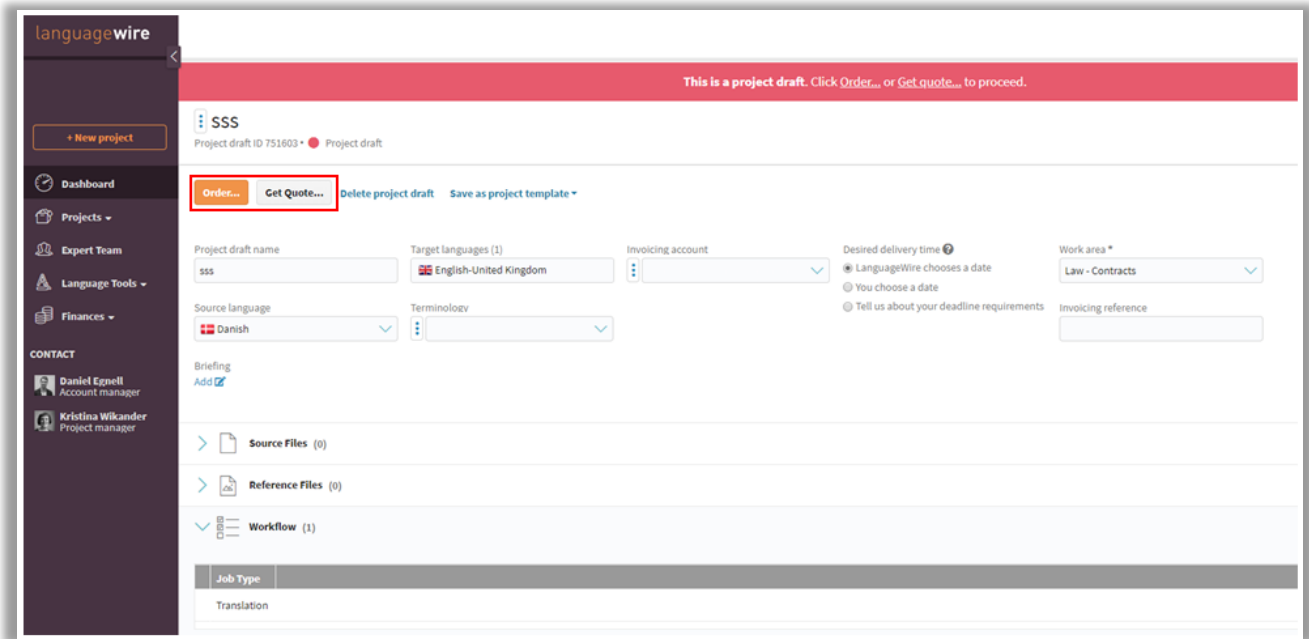 languagewire
This is a project draft. Click Order... or Get quote... to proceed.
+ New project
Dashboard
Projects
Expert Team
Language Tools
Finances
CONTACT
Daniel Egnell
Account manager
Kristina Wikander
Project manager
sss
Project draft ID 751603 • Project draft
Order... Get Quote... Delete project draft Save as project template
Project draft name Target languages (1) Invoicing account Desired delivery time Work area *
sss English-United Kingdom LanguageWire chooses a date Law - Contracts
You choose a date
Source language Terminology Tell us about your deadline requirements Invoicing reference
Danish
Briefing
Add
Source Files (0)
Reference Files (0)
Workflow (1)
Job Type
Translation